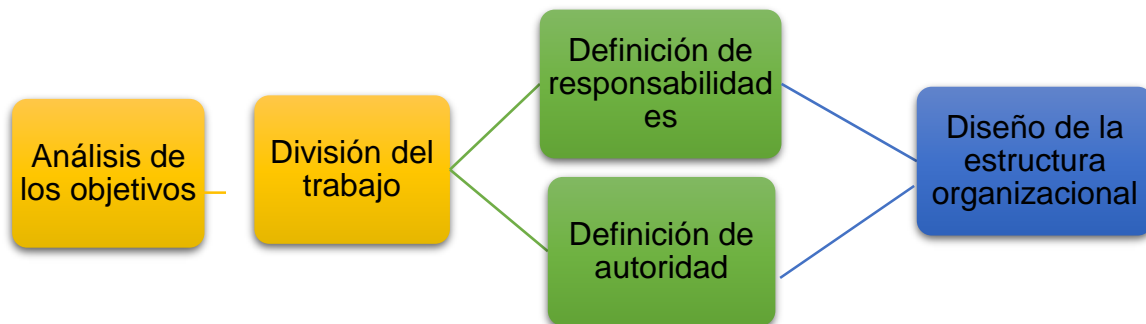 Análisis de
los objetivos
División del
trabajo
Definición de
responsabilidad
es
Definición de
autoridad
Diseño de la
estructura
organizacional